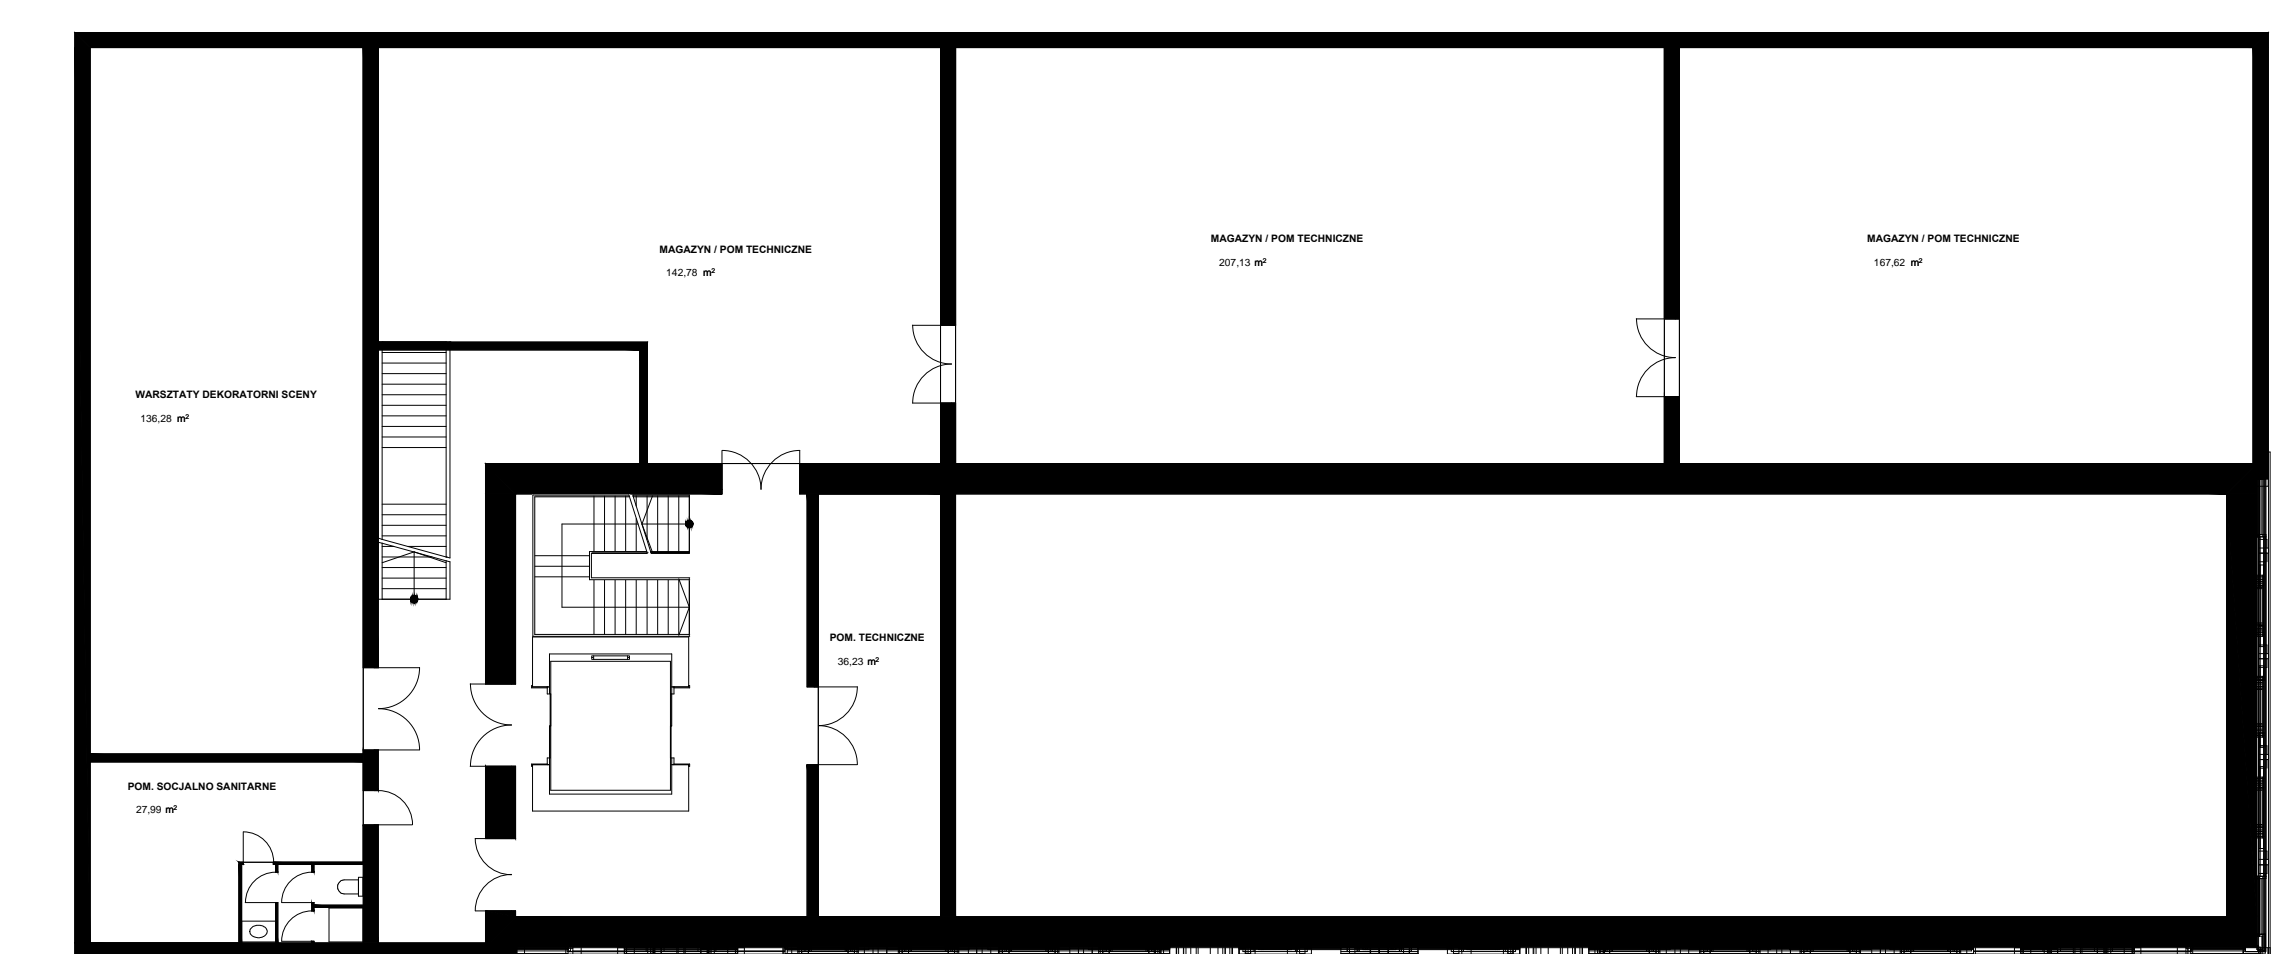 MAGAZYN / POM TECHNICZNE
142,78 m²
MAGAZYN / POM TECHNICZNE
207,13 m²
MAGAZYN / POM TECHNICZNE
167,62 m²
WARSZTATY DEKORATORNI SCENY
136,28 m²
POM. TECHNICZNE
36,23 m²
POM. SOCJALNO SANITARNE
27,99 m²